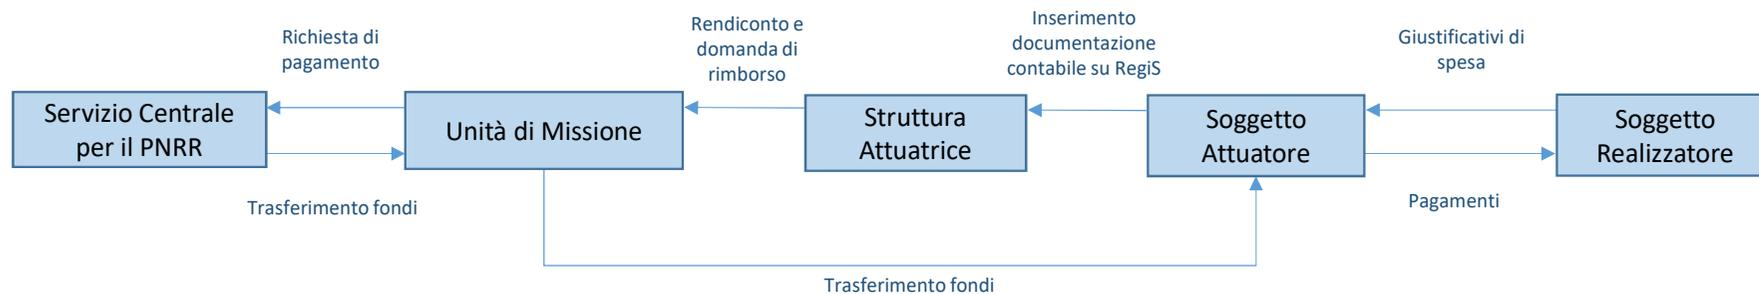 Richiesta di
pagamento
Rendiconto e
domanda di
rimborso
Inserimento
documentazione
contabile su RegiS
Giustificativi di
spesa
Servizio Centrale
per il PNRR
Unità di Missione
Struttura
Attuatrice
Soggetto
Attuatore
Soggetto
Realizzatore
Trasferimento fondi
Pagamenti
Trasferimento fondi